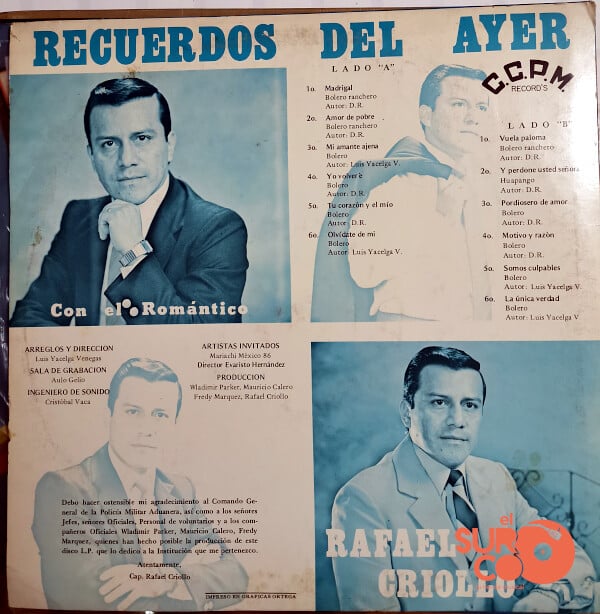 RECUERDOS DEL AYER
C.C.P.M.
RECORD'S
LADO "A"
1o. Madrigal
Bolero ranchero
Autor: D.R.
2o. Amor de pobre
Bolero ranchero
Autor: D.R.
3o. Mi amante ajena
Bolero
Autor: Luis Yacelga V.
4o. Yo volveré
Bolero
Autor: D.R.
5o. Tu corazón y el mío
Bolero
Autor: D.R.
6o. Olvídate de mi
Bolero
Autor: Luis Yacelga V.
LADO "B"
1o. Vuela paloma
Bolero ranchero
Autor: D.R.
2o. Y perdone usted señora
Huapango
Autor: D.R.
3o. Pordiosero de amor
Bolero
Autor: D.R.
4o. Motivo y razón
Bolero
Autor: D.R.
5o. Somos culpables
Bolero
Autor: Luis Yacelga V.
6o. La única verdad
Bolero
Autor: Luis Yacelga V
Con el Romántico
ARREGLOS Y DIRECCION
Luis Yacelga Venegas
SALA DE GRABACION
Aulo Gelio
INGENIERO DE SONIDO
Cristóbal Vaca
ARTISTAS INVITADOS
Mariachi México 86
Director Evaristo Hernández
PRODUCCION
Wladimir Parker, Mauricio Calero
Fredy Marquez, Rafael Criollo
Debo hacer ostensible mi agradecimiento al Comando Ge-
neral de la Policía Militar Aduanera, así como a los señores
Jefes, señores Oficiales, Personal de voluntarios y a los com-
pañeros Oficiales Wladimir Parker, Mauricio Calero, Fredy
Marquez, quienes han hecho posible la producción de este
disco L.P. que lo dedico a la Institución que me pertenezco.
Atentamente,
Cap. Rafael Criollo
IMPRESO EN GRAFICAS ORTEGA
RAFAEL
CRIOLLO
el
SUR
CO